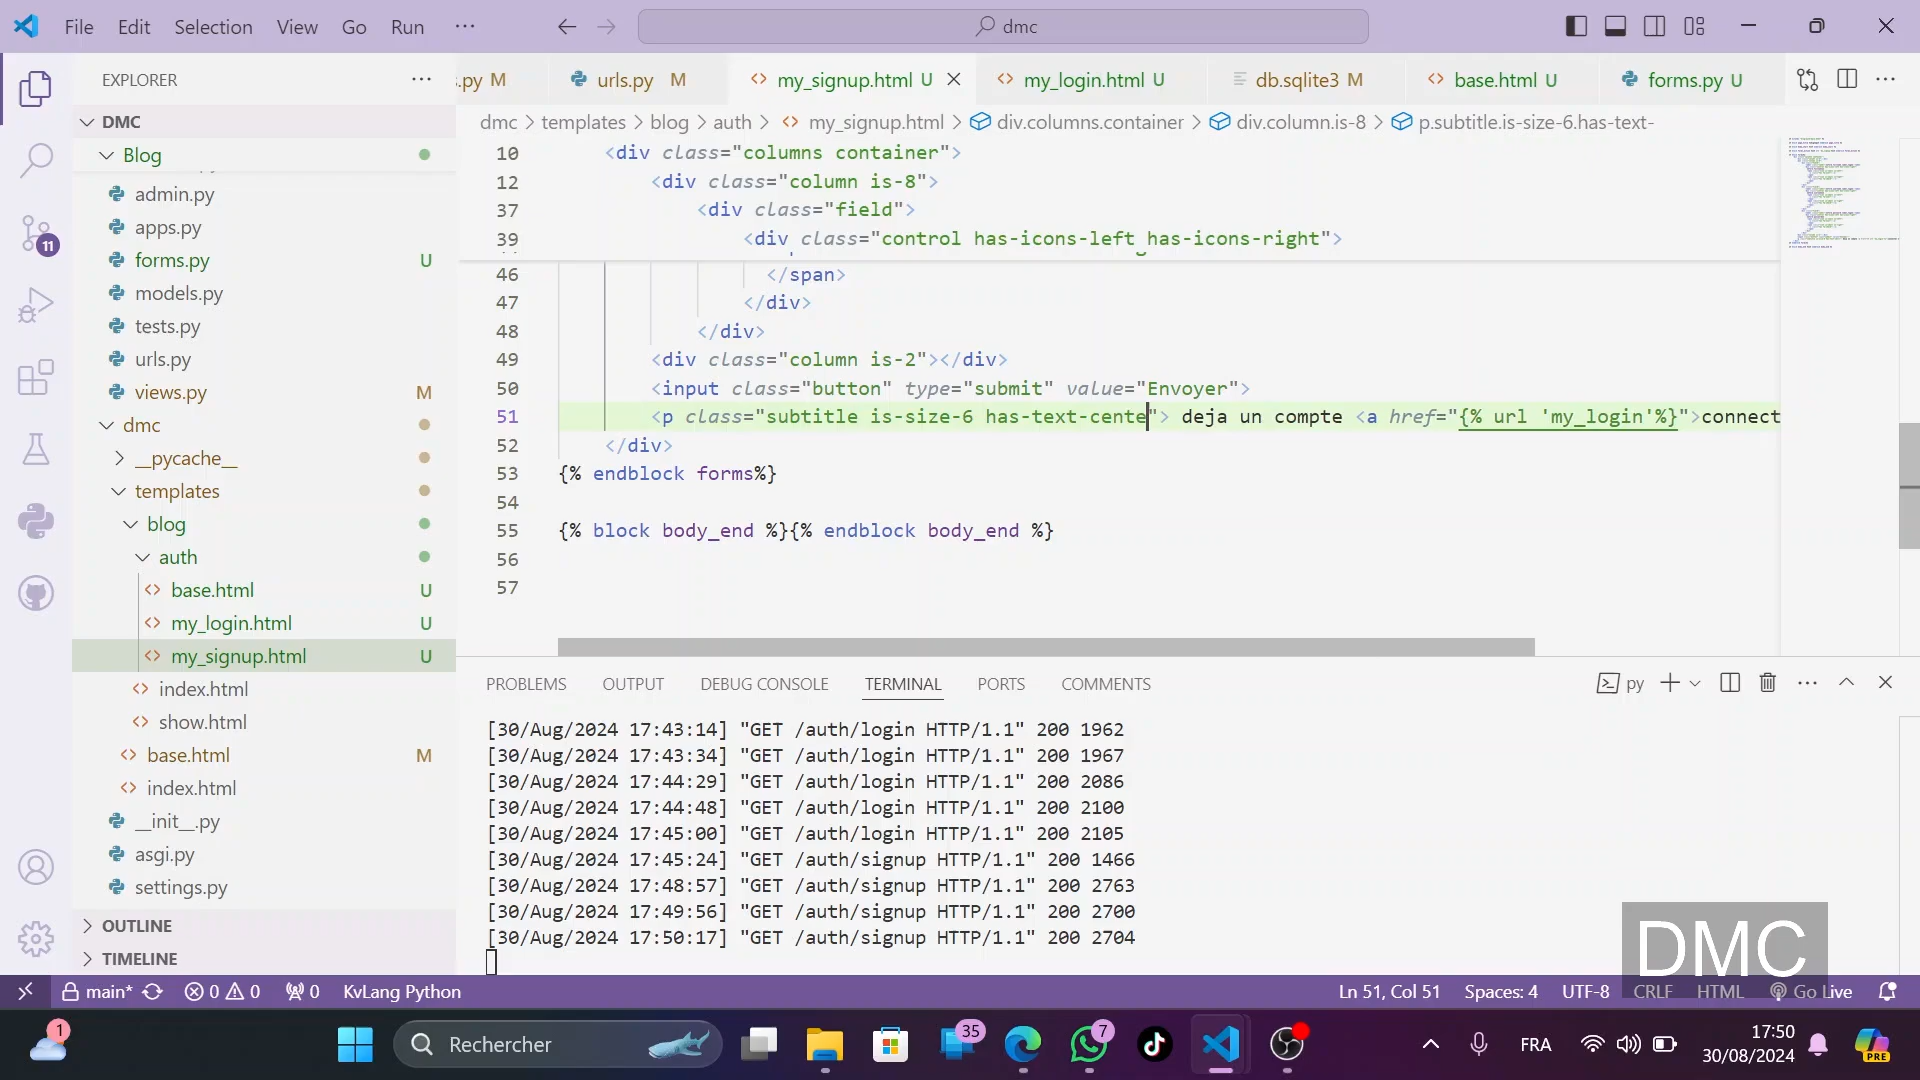 File Edit Selection View Go Run ··· dmc
EXPLORER ···
s.py M urls.py M my_signup.html U my_login.html U db.sqlite3 M base.html U forms.py U ···
DMC
dmc > templates > blog > auth > my_signup.html > div.columns.container > div.column.is-8 > p.subtitle.is-size-6.has-text-
Blog
admin.py
apps.py
forms.py U
models.py
tests.py
urls.py
views.py M
dmc
__pycache__
templates
blog
auth
base.html U
my_login.html U
my_signup.html U
index.html
show.html
base.html M
index.html
__init__.py
asgi.py
settings.py
OUTLINE
TIMELINE
10 <div class="columns container">
12 <div class="column is-8">
37 <div class="field">
39 <div class="control has-icons-left has-icons-right">
46 </span>
47 </div>
48 </div>
49 <div class="column is-2"></div>
50 <input class="button" type="submit" value="Envoyer">
51 <p class="subtitle is-size-6 has-text-cente"> deja un compte <a href="{% url 'my_login'%}">connect
52 </div>
53 {% endblock forms%}
54
55 {% block body_end %}{% endblock body_end %}
56
57
PROBLEMS OUTPUT DEBUG CONSOLE TERMINAL PORTS COMMENTS py ···
[30/Aug/2024 17:43:14] "GET /auth/login HTTP/1.1" 200 1962
[30/Aug/2024 17:43:34] "GET /auth/login HTTP/1.1" 200 1967
[30/Aug/2024 17:44:29] "GET /auth/login HTTP/1.1" 200 2086
[30/Aug/2024 17:44:48] "GET /auth/login HTTP/1.1" 200 2100
[30/Aug/2024 17:45:00] "GET /auth/login HTTP/1.1" 200 2105
[30/Aug/2024 17:45:24] "GET /auth/signup HTTP/1.1" 200 1466
[30/Aug/2024 17:48:57] "GET /auth/signup HTTP/1.1" 200 2763
[30/Aug/2024 17:49:56] "GET /auth/signup HTTP/1.1" 200 2700
[30/Aug/2024 17:50:17] "GET /auth/signup HTTP/1.1" 200 2704
DMC
11
main* 0 0 0 KvLang Python Ln 51, Col 51 Spaces: 4 UTF-8 CRLF HTML Go Live
1 Rechercher 35 7 FRA 17:50
30/08/2024
PRE